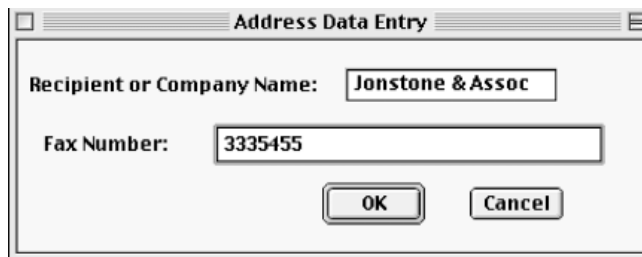 Address Data Entry
Recipient or Company Name: Jonstone & Assoc
Fax Number: 3335455
OK Cancel